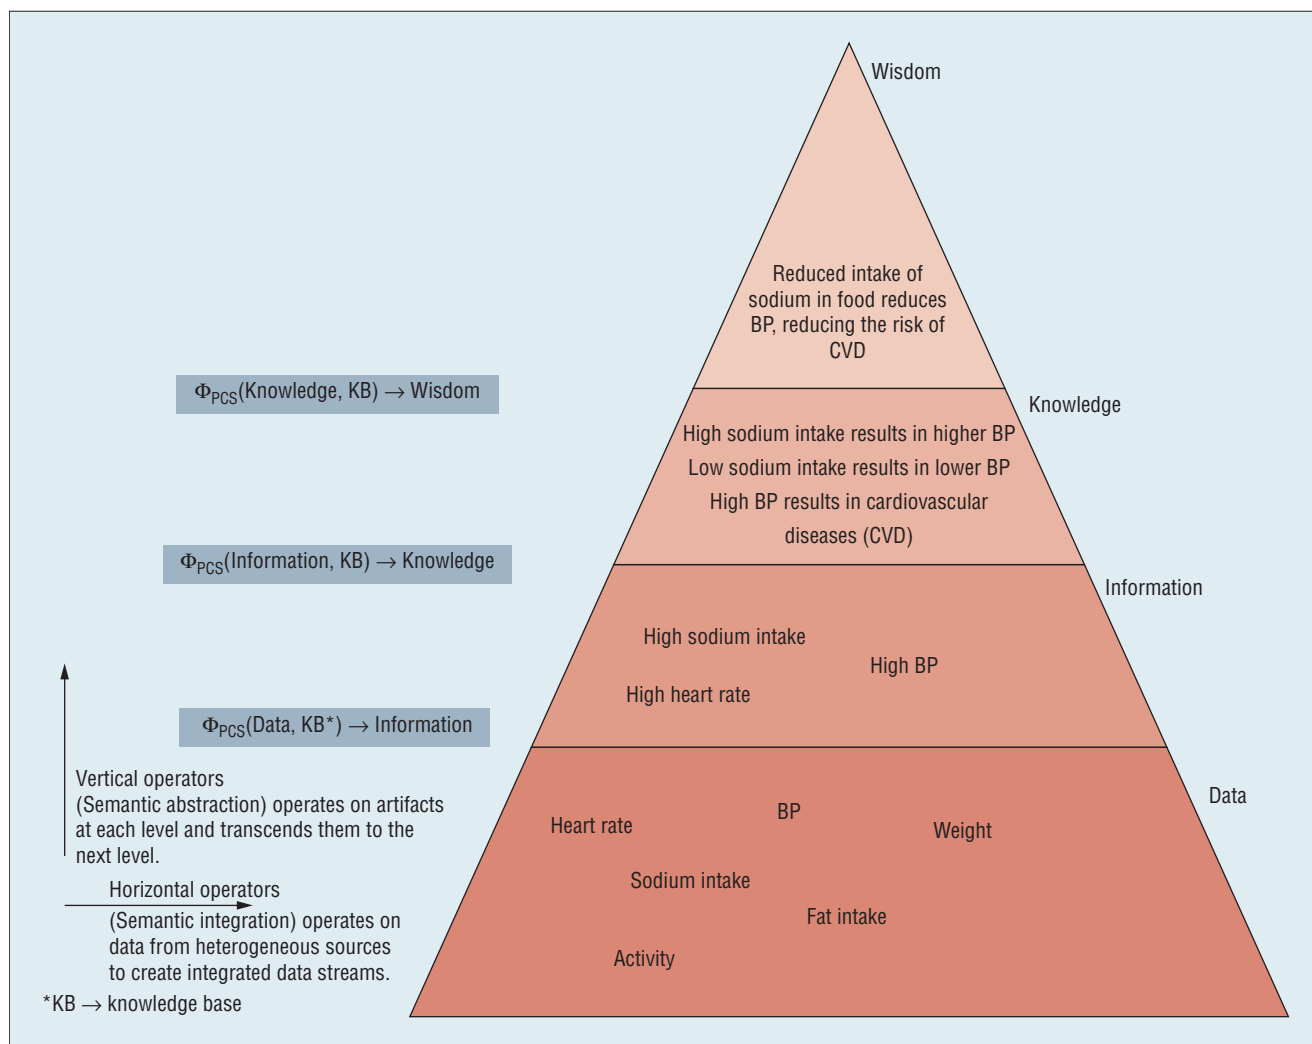 Wisdom
Reduced intake of
sodium in food reduces
BP, reducing the risk of
CVD
ΦPCS(Knowledge, KB) → Wisdom
Knowledge
High sodium intake results in higher BP
Low sodium intake results in lower BP
High BP results in cardiovascular
diseases (CVD)
ΦPCS(Information, KB) → Knowledge
Information
High sodium intake
High BP
High heart rate
ΦPCS(Data, KB*) → Information
Data
BP
Heart rate
Weight
Sodium intake
Fat intake
Activity
Vertical operators
(Semantic abstraction) operates on artifacts
at each level and transcends them to the
next level.
Horizontal operators
(Semantic integration) operates on
data from heterogeneous sources
to create integrated data streams.
*KB → knowledge base